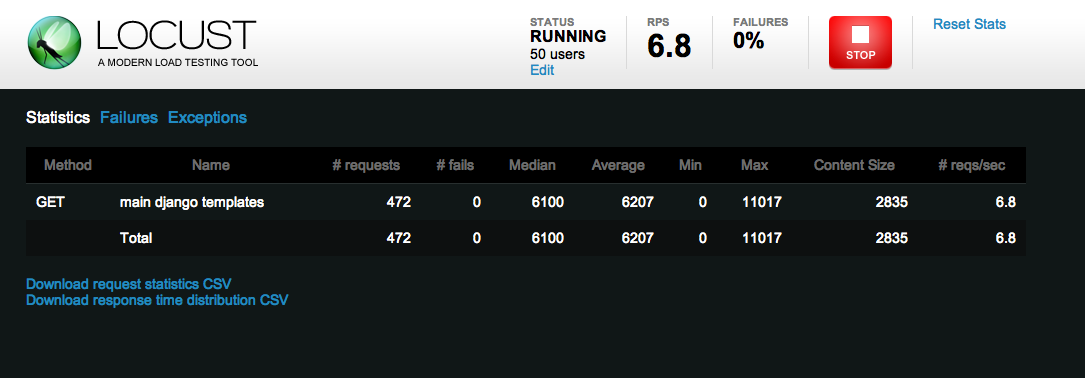 LOCUST
A MODERN LOAD TESTING TOOL
STATUS
RUNNING
50 users
Edit
RPS
6.8
FAILURES
0%
STOP
Reset Stats
Statistics Failures Exceptions
Method Name # requests # fails Median Average Min Max Content Size # reqs/sec
GET main django templates 472 0 6100 6207 0 11017 2835 6.8
Total 472 0 6100 6207 0 11017 2835 6.8
Download request statistics CSV
Download response time distribution CSV